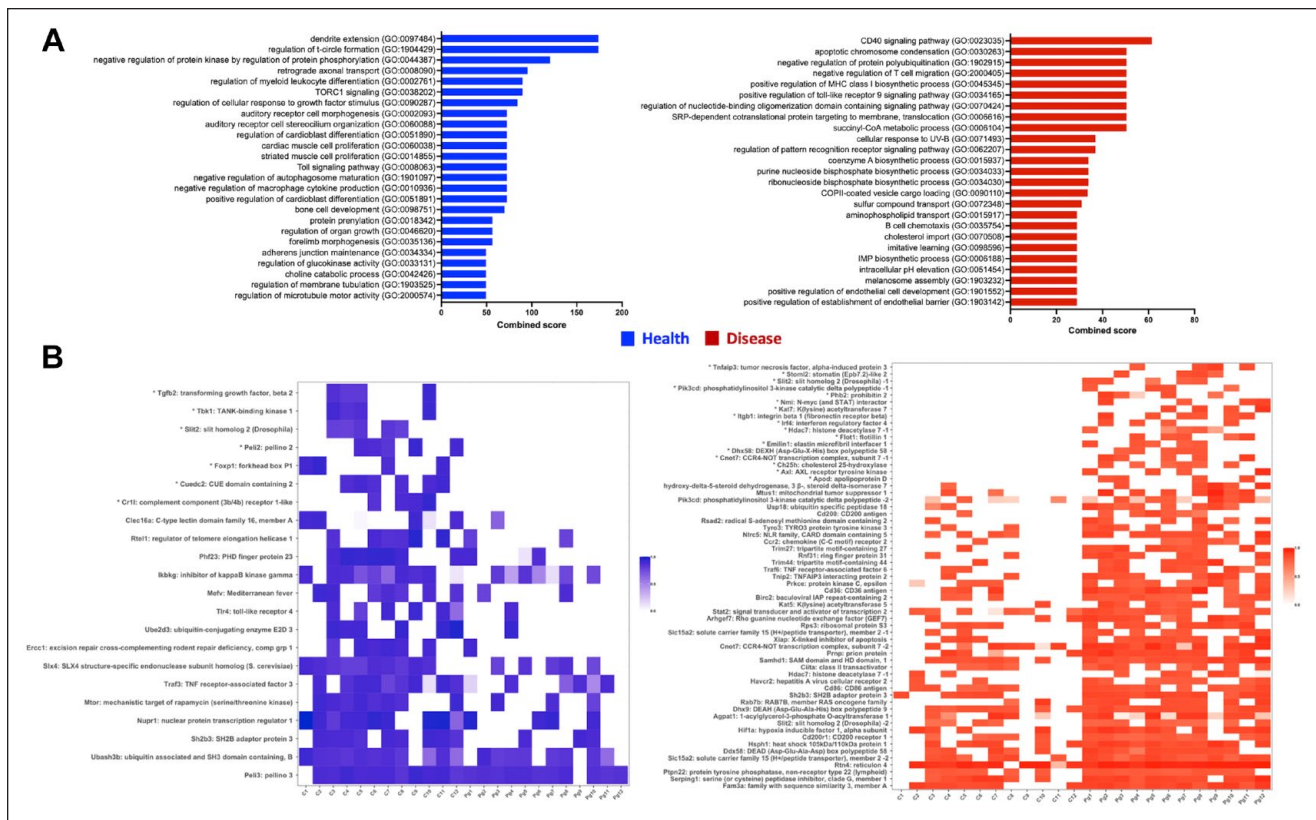 A
dendrite extension (GO:0097484)
regulation of t-circle formation (GO:1904429)
negative regulation of protein kinase by regulation of protein phosphorylation (GO:0044387)
retrograde axonal transport (GO:0008090)
regulation of myeloid leukocyte differentiation (GO:0002761)
TORC1 signaling (GO:0038202)
regulation of cellular response to growth factor stimulus (GO:0090287)
auditory receptor cell morphogenesis (GO:0002093)
auditory receptor cell stereocilium organization (GO:0060088)
regulation of cardioblast differentiation (GO:0051890)
cardiac muscle cell proliferation (GO:0060038)
striated muscle cell proliferation (GO:0014855)
Toll signaling pathway (GO:0008063)
negative regulation of autophagosome maturation (GO:1901097)
negative regulation of macrophage cytokine production (GO:0010936)
positive regulation of cardioblast differentiation (GO:0051891)
bone cell development (GO:0098751)
protein prenylation (GO:0018342)
regulation of organ growth (GO:0046620)
forelimb morphogenesis (GO:0035136)
adherens junction maintenance (GO:0034334)
regulation of glucokinase activity (GO:0033131)
choline catabolic process (GO:0042426)
regulation of membrane tubulation (GO:1903525)
regulation of microtubule motor activity (GO:2000574)
0 50 100 150 200
Combined score
CD40 signaling pathway (GO:0023035)
apoptotic chromosome condensation (GO:0030263)
negative regulation of protein polyubiquitination (GO:1902915)
negative regulation of T cell migration (GO:2000405)
positive regulation of MHC class I biosynthetic process (GO:0045345)
positive regulation of toll-like receptor 9 signaling pathway (GO:0034165)
regulation of nucleotide-binding oligomerization domain containing signaling pathway (GO:0070424)
SRP-dependent cotranslational protein targeting to membrane, translocation (GO:0006616)
succinyl-CoA metabolic process (GO:0006104)
cellular response to UV-B (GO:0071493)
regulation of pattern recognition receptor signaling pathway (GO:0062207)
coenzyme A biosynthetic process (GO:0015937)
purine nucleoside bisphosphate biosynthetic process (GO:0034033)
ribonucleoside bisphosphate biosynthetic process (GO:0034030)
COPII-coated vesicle cargo loading (GO:0090110)
sulfur compound transport (GO:0072348)
aminophospholipid transport (GO:0015917)
B cell chemotaxis (GO:0035754)
cholesterol import (GO:0070508)
imitative learning (GO:0098596)
IMP biosynthetic process (GO:0006188)
intracellular pH elevation (GO:0051454)
melanosome assembly (GO:1903232)
positive regulation of endothelial cell development (GO:1901552)
positive regulation of establishment of endothelial barrier (GO:1903142)
0 20 40 60 80
Combined score
Health Disease
B
* Tgfb2: transforming growth factor, beta 2
* Tbk1: TANK-binding kinase 1
* Slit2: slit homolog 2 (Drosophila)
* Peli2: pellino 2
* Foxp1: forkhead box P1
* Cuedc2: CUE domain containing 2
* Cr1l: complement component (3b/4b) receptor 1-like
Clec16a: C-type lectin domain family 16, member A
Rtel1: regulator of telomere elongation helicase 1
Phf23: PHD finger protein 23
Ikbkg: inhibitor of kappaB kinase gamma
Mefv: Mediterranean fever
Tlr4: toll-like receptor 4
Ube2d3: ubiquitin-conjugating enzyme E2D 3
Ercc1: excision repair cross-complementing rodent repair deficiency, comp grp 1
Slx4: SLX4 structure-specific endonuclease subunit homolog (S. cerevisiae)
Traf3: TNF receptor-associated factor 3
Mtor: mechanistic target of rapamycin (serine/threonine kinase)
Nupr1: nuclear protein transcription regulator 1
Sh2b3: SH2B adaptor protein 3
Ubash3b: ubiquitin associated and SH3 domain containing, B
Peli3: pellino 3
* Tnfaip3: tumor necrosis factor, alpha-induced protein 3
* Stoml2: stomatin (Epb7.2)-like 2
* Slit2: slit homolog 2 (Drosophila) -1
* Pik3cd: phosphatidylinositol 3-kinase catalytic delta polypeptide -1
* Phb2: prohibitin 2
* Nmi: N-myc (and STAT) interactor
* Kat7: K(lysine) acetyltransferase 7
* Itgb1: integrin beta 1 (fibronectin receptor beta)
* Irf4: interferon regulatory factor 4
* Hdac7: histone deacetylase 7 -1
* Flot1: flotillin 1
* Emilin1: elastin microfibril interfacer 1
* Dhx58: DEXH (Asp-Glu-X-His) box polypeptide 58
* Cnot7: CCR4-NOT transcription complex, subunit 7 -1
* Ch25h: cholesterol 25-hydroxylase
* Axl: AXL receptor tyrosine kinase
* Apod: apolipoprotein D
hydroxy-delta-5-steroid dehydrogenase, 3 β-, steroid delta-isomerase 7
Mtus1: mitochondrial tumor suppressor 1
Pik3cd: phosphatidylinositol 3-kinase catalytic delta polypeptide -2
Usp18: ubiquitin specific peptidase 18
Cd200: CD200 antigen
Rsad2: radical S-adenosyl methionine domain containing 2
Tyro3: TYRO3 protein tyrosine kinase 3
Nlrc5: NLR family, CARD domain containing 5
Ccr2: chemokine (C-C motif) receptor 2
Trim27: tripartite motif-containing 27
Rnf31: ring finger protein 31
Trim44: tripartite motif-containing 44
Traf6: TNF receptor-associated factor 6
Tnip2: TNFAIP3 interacting protein 2
Prkce: protein kinase C, epsilon
Cd36: CD36 antigen
Birc2: baculoviral IAP repeat-containing 2
Kat5: K(lysine) acetyltransferase 5
Stat2: signal transducer and activator of transcription 2
Arhgef7: Rho guanine nucleotide exchange factor (GEF7)
Rps3: ribosomal protein S3
Slc15a2: solute carrier family 15 (H+/peptide transporter), member 2 -1
Xiap: X-linked inhibitor of apoptosis
Cnot7: CCR4-NOT transcription complex, subunit 7 -2
Prnp: prion protein
Samhd1: SAM domain and HD domain, 1
Ciita: class II transactivator
Hdac7: histone deacetylase 7 -1
Havcr2: hepatitis A virus cellular receptor 2
Cd86: CD86 antigen
Sh2b3: SH2B adaptor protein 3
Rab7b: RAB7B, member RAS oncogene family
Dhx9: DEAH (Asp-Glu-Ala-His) box polypeptide 9
Agpat1: 1-acylglycerol-3-phosphate O-acyltransferase 1
Slit2: slit homolog 2 (Drosophila) -2
Hif1a: hypoxia inducible factor 1, alpha subunit
Cd200r1: CD200 receptor 1
Hsph1: heat shock 105kDa/110kDa protein 1
Ddx58: DEAD (Asp-Glu-Ala-Asp) box polypeptide 58
Slc15a2: solute carrier family 15 (H+/peptide transporter), member 2 -2
Rtn4: reticulon 4
Ptpn22: protein tyrosine phosphatase, non-receptor type 22 (lymphoid)
Serping1: serine (or cysteine) peptidase inhibitor, clade G, member 1
Fam3a: family with sequence similarity 3, member A
C1 C2 C3 C4 C5 C6 C7 C8 C9 C10 C11 C12 Pg1 Pg2 Pg3 Pg4 Pg5 Pg6 Pg7 Pg8 Pg9 Pg10 Pg11 Pg12